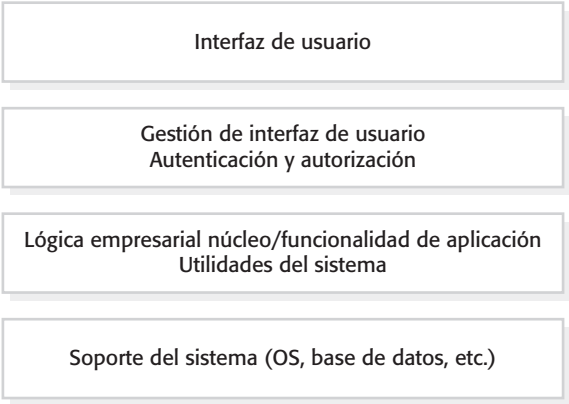 Interfaz de usuario
Gestión de interfaz de usuario
Autenticación y autorización
Lógica empresarial núcleo/funcionalidad de aplicación
Utilidades del sistema
Soporte del sistema (OS, base de datos, etc.)